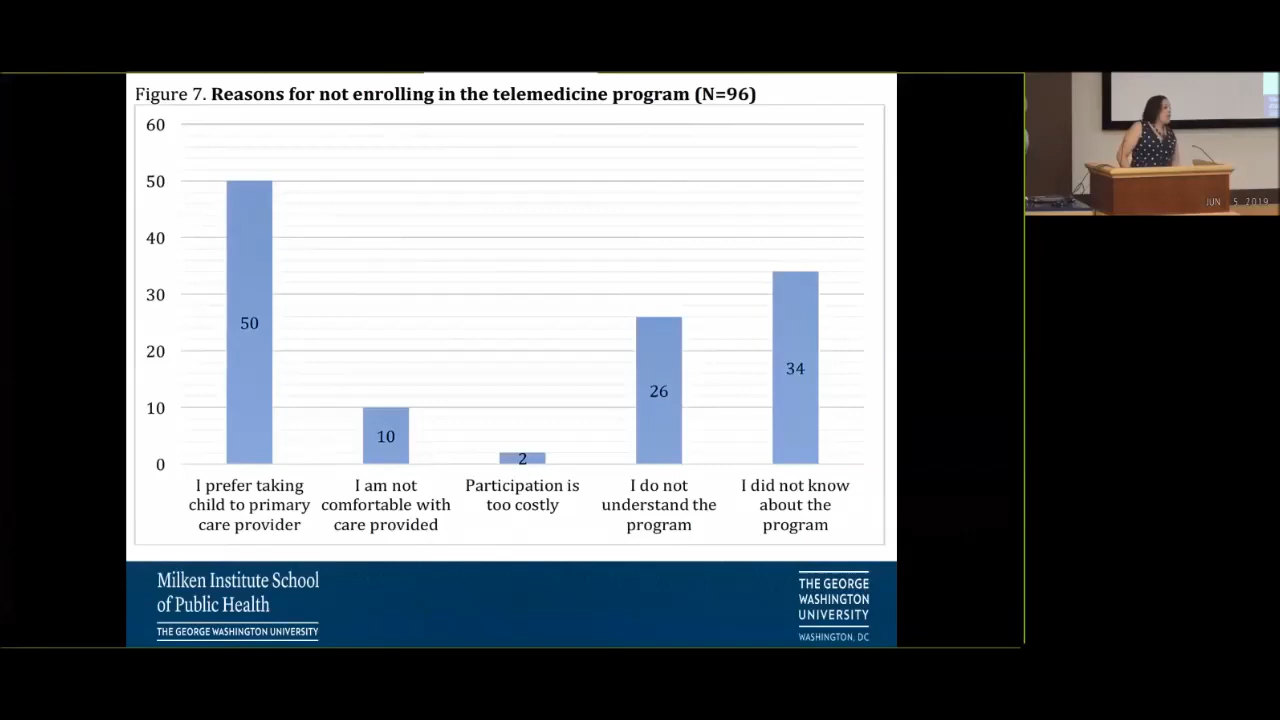 Figure 7. Reasons for not enrolling in the telemedicine program (N=96)
60
50
40
30
20
10
0
50
10
2
26
34
I prefer taking
child to primary
care provider
I am not
comfortable with
care provided
Participation is
too costly
I do not
understand the
program
I did not know
about the
program
Milken Institute School
of Public Health
THE GEORGE WASHINGTON UNIVERSITY
THE GEORGE
WASHINGTON
UNIVERSITY
WASHINGTON, DC
JUN 5 2019